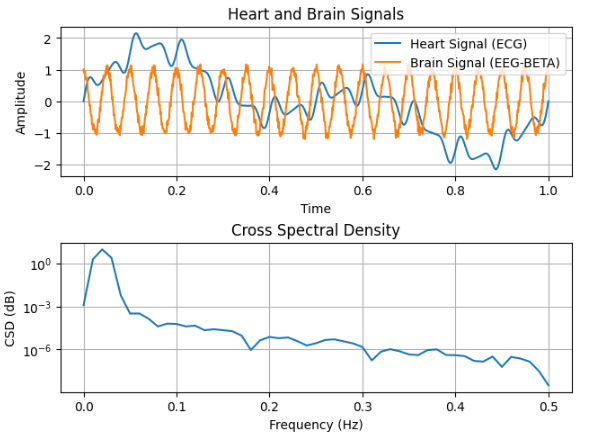 Heart and Brain Signals
Heart Signal (ECG)
Brain Signal (EEG-BETA)
Amplitude
2
1
0
−1
−2
0.0 0.2 0.4 0.6 0.8 1.0
Time
Cross Spectral Density
CSD (dB)
10⁰
10⁻³
10⁻⁶
0.0 0.1 0.2 0.3 0.4 0.5
Frequency (Hz)